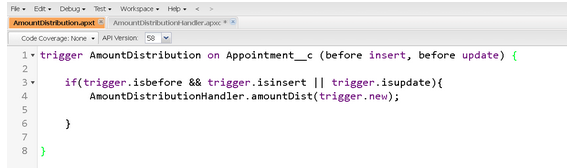 File ▾ Edit ▾ Debug ▾ Test ▾ Workspace ▾ Help ▾ < >
AmountDistribution.apxt × AmountDistributionHandler.apxc * ×
Code Coverage: None ▾ API Version: 58 ▾
1 ▾ trigger AmountDistribution on Appointment__c (before insert, before update) {
2
3 ▾ if(trigger.isbefore && trigger.isinsert || trigger.isupdate){
4 AmountDistributionHandler.amountDist(trigger.new);
5
6 }
7
8 }